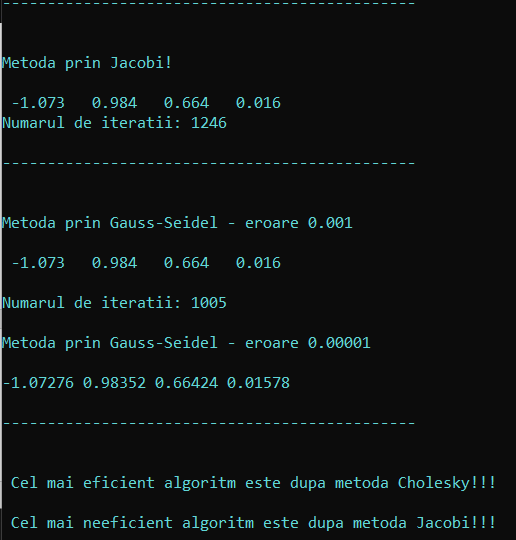 ----------------------------------------------
Metoda prin Jacobi!
-1.073   0.984   0.664   0.016
Numarul de iteratii: 1246
----------------------------------------------
Metoda prin Gauss-Seidel - eroare 0.001
-1.073   0.984   0.664   0.016
Numarul de iteratii: 1005
Metoda prin Gauss-Seidel - eroare 0.00001
-1.07276 0.98352 0.66424 0.01578
----------------------------------------------
Cel mai eficient algoritm este dupa metoda Cholesky!!!
Cel mai neeficient algoritm este dupa metoda Jacobi!!!